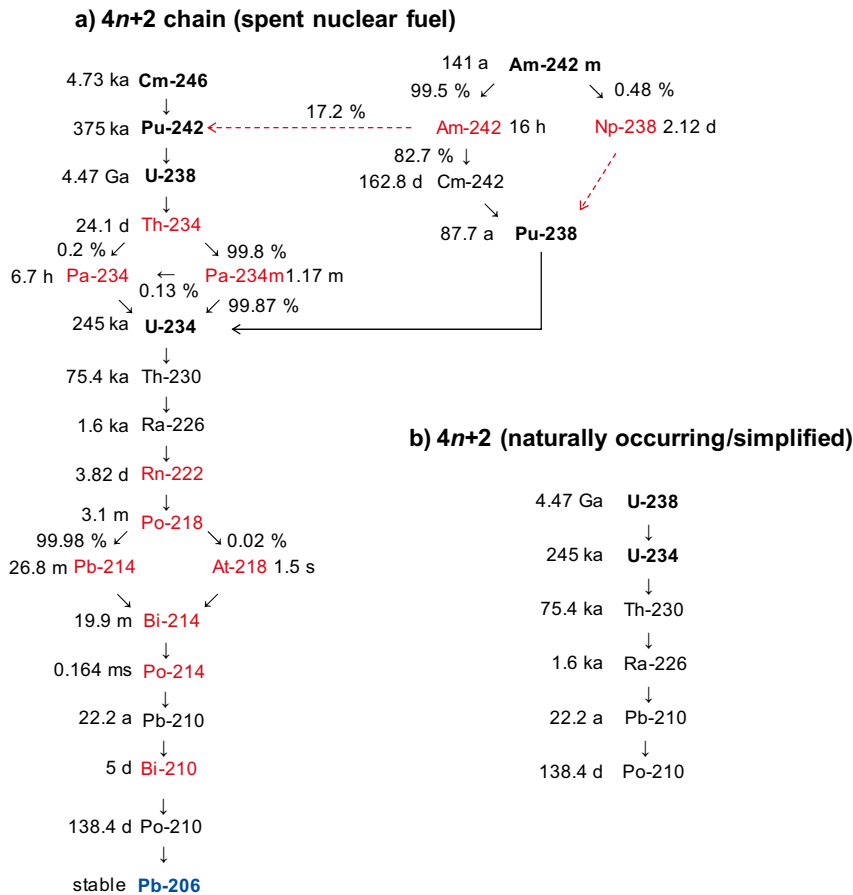 a) 4n+2 chain (spent nuclear fuel)
141 a Am-242 m
4.73 ka Cm-246
99.5 % ↙ ↘ 0.48 %
↓
17.2 %
375 ka Pu-242
Am-242 16 h
Np-238 2.12 d
↓
82.7 % ↓
4.47 Ga U-238
162.8 d Cm-242
↓
↘
24.1 d Th-234
87.7 a Pu-238
0.2 % ↙ ↘ 99.8 %
6.7 h Pa-234 ← Pa-234m 1.17 m
0.13 %
↘ ↙ 99.87 %
245 ka U-234
↓
75.4 ka Th-230
↓
1.6 ka Ra-226
↓
3.82 d Rn-222
↓
3.1 m Po-218
99.98 % ↙ ↘ 0.02 %
26.8 m Pb-214 At-218 1.5 s
↘ ↙
19.9 m Bi-214
↓
0.164 ms Po-214
↓
22.2 a Pb-210
↓
5 d Bi-210
↓
138.4 d Po-210
↓
stable Pb-206
b) 4n+2 (naturally occurring/simplified)
4.47 Ga U-238
↓
245 ka U-234
↓
75.4 ka Th-230
↓
1.6 ka Ra-226
↓
22.2 a Pb-210
↓
138.4 d Po-210